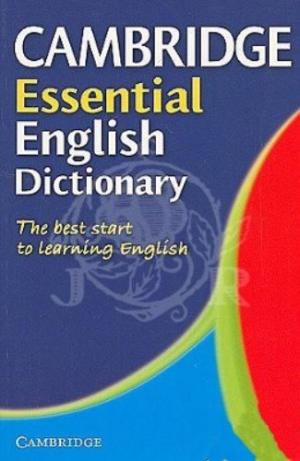 CAMBRIDGE
Essential
English
Dictionary
The best start
to learning English
J R
CAMBRIDGE